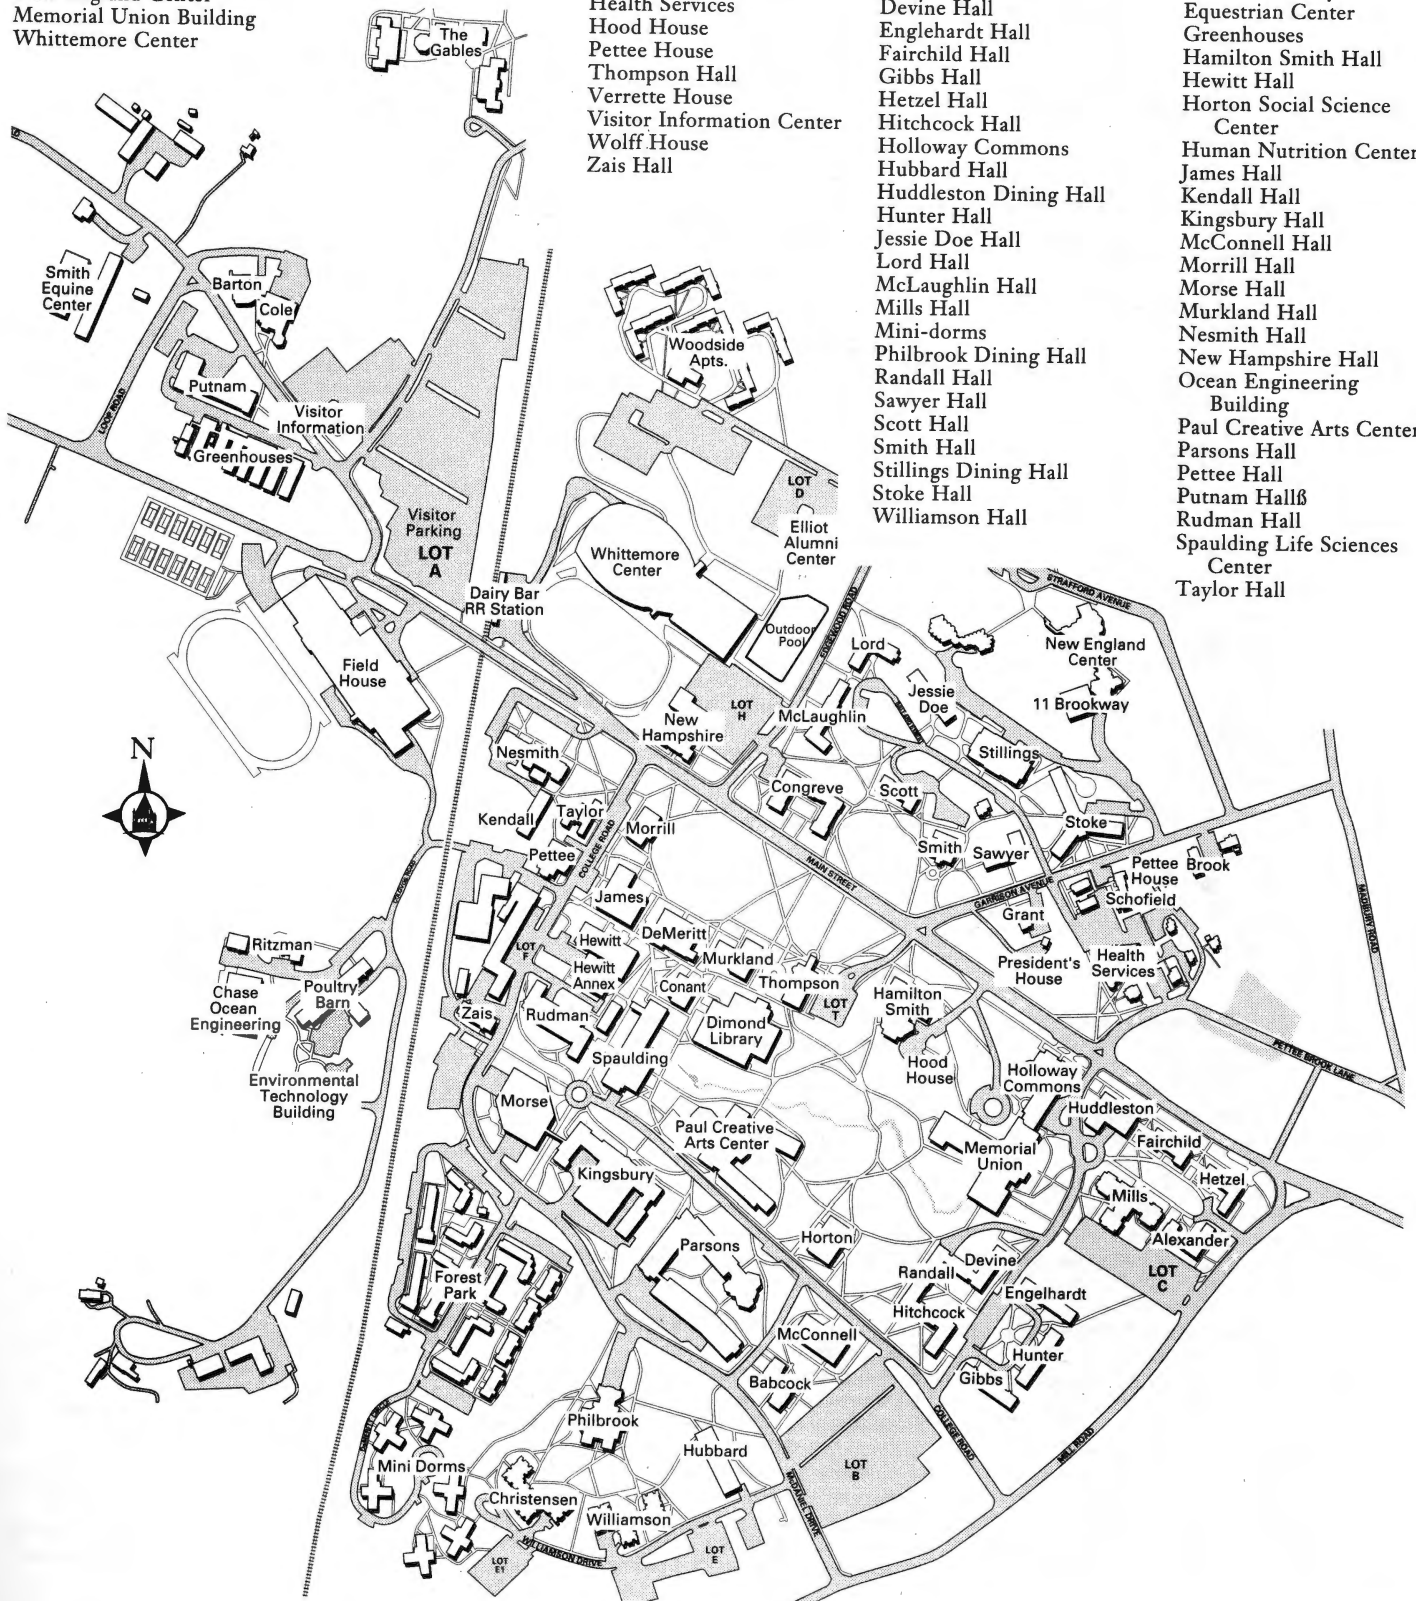 Memorial Union Building
Whittemore Center
Health Services
Hood House
Pettee House
Thompson Hall
Verrette House
Visitor Information Center
Wolff House
Zais Hall
Devine Hall
Englehardt Hall
Fairchild Hall
Gibbs Hall
Hetzel Hall
Hitchcock Hall
Holloway Commons
Hubbard Hall
Huddleston Dining Hall
Hunter Hall
Jessie Doe Hall
Lord Hall
McLaughlin Hall
Mills Hall
Mini-dorms
Philbrook Dining Hall
Randall Hall
Sawyer Hall
Scott Hall
Smith Hall
Stillings Dining Hall
Stoke Hall
Williamson Hall
Equestrian Center
Greenhouses
Hamilton Smith Hall
Hewitt Hall
Horton Social Science
Center
Human Nutrition Center
James Hall
Kendall Hall
Kingsbury Hall
McConnell Hall
Morrill Hall
Morse Hall
Murkland Hall
Nesmith Hall
New Hampshire Hall
Ocean Engineering
Building
Paul Creative Arts Center
Parsons Hall
Pettee Hall
Putnam Hallß
Rudman Hall
Spaulding Life Sciences
Center
Taylor Hall
The
Gables
Smith
Equine
Center
Barton
Cole
Putnam
LOOP ROAD
Visitor
Information
Greenhouses
Woodside
Apts.
Visitor
Parking
LOT
A
LOT
D
Elliot
Alumni
Center
Whittemore
Center
Dairy Bar
RR Station
Outdoor
Pool
EDGEWOOD ROAD
STRAFFORD AVENUE
New England
Center
Lord
Field
House
Jessie
Doe
11 Brookway
LOT
H
New
Hampshire
McLaughlin
N
Nesmith
Stillings
Congreve
Scott
Kendall
Taylor
Morrill
Stoke
Pettee
COLLEGE ROAD
MAIN STREET
Smith
Sawyer
Pettee
House
Brook
GARRISON AVENUE
Schofield
MADBURY ROAD
COLOVOS ROAD
James
Grant
DeMeritt
Hewitt
LOT
F
Ritzman
Murkland
President's
House
Health
Services
Hewitt
Annex
Conant
Thompson
LOT
T
Hamilton
Smith
Chase
Ocean
Engineering
Poultry
Barn
Zais
Rudman
Dimond
Library
Spaulding
Hood
House
PETTEE BROOK LANE
Environmental
Technology
Building
Holloway
Commons
Morse
Huddleston
Paul Creative
Arts Center
Fairchild
Memorial
Union
Kingsbury
Hetzel
Mills
Horton
Alexander
Parsons
Devine
Randall
LOT
C
Forest
Park
Engelhardt
Hitchcock
McConnell
Hunter
Gibbs
Babcock
Philbrook
COLLEGE ROAD
MILL ROAD
Hubbard
LOT
B
Mini Dorms
McDANIEL DRIVE
Christensen
Williamson
WILLIAMSON DRIVE
LOT
E1
LOT
E